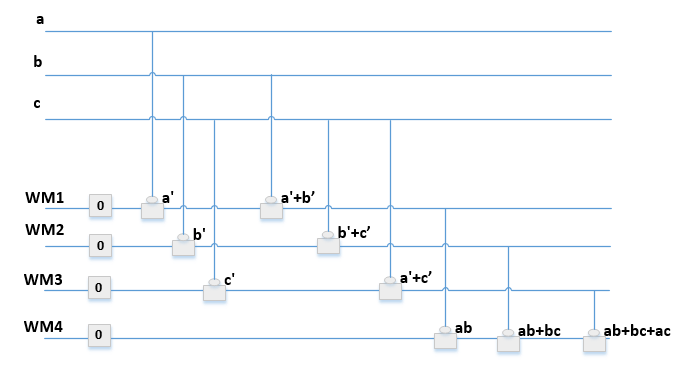 a
b
c
WM1 0 a' a'+b’
WM2 0 b' b'+c’
WM3 0 c' a'+c’
WM4 0 ab ab+bc ab+bc+ac